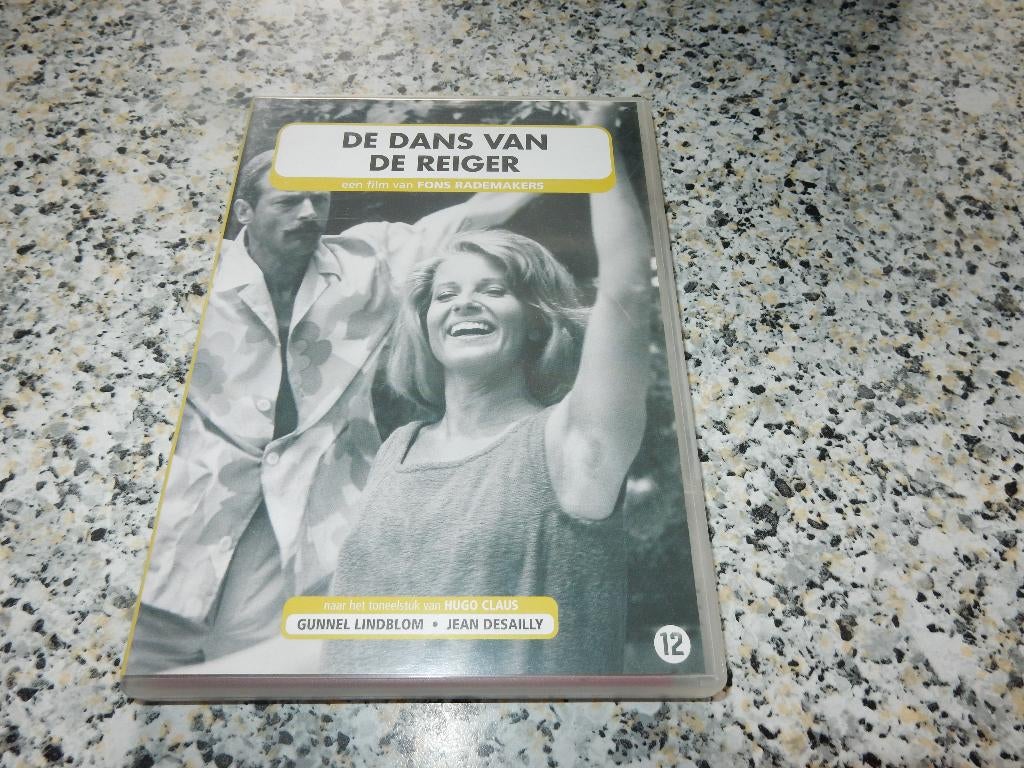 DE DANS VAN
DE REIGER
een film van FONS RADEMAKERS
naar het toneelstuk van HUGO CLAUS
GUNNEL LINDBLOM • JEAN DESAILLY
12